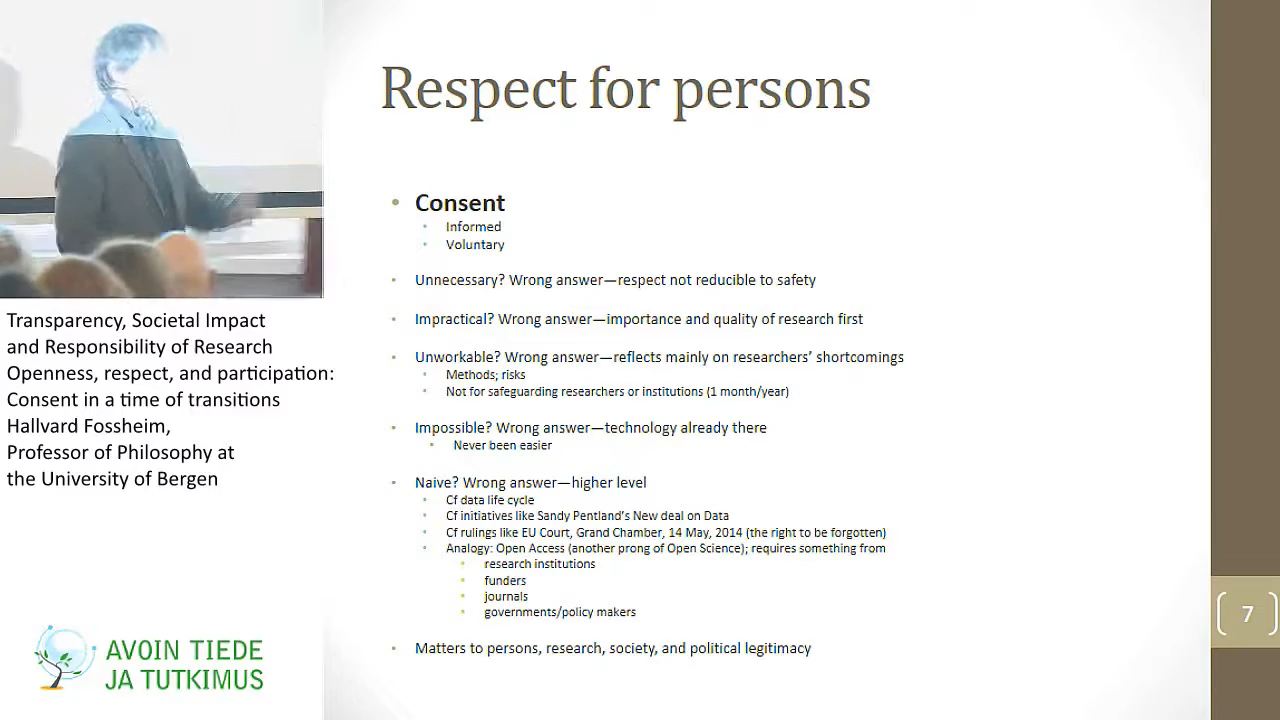 Respect for persons
Consent
Informed
Voluntary
Unnecessary? Wrong answer—respect not reducible to safety
Impractical? Wrong answer—importance and quality of research first
Unworkable? Wrong answer—reflects mainly on researchers' shortcomings
Methods; risks
Not for safeguarding researchers or institutions (1 month/year)
Impossible? Wrong answer—technology already there
Never been easier
Naive? Wrong answer—higher level
Cf data life cycle
Cf initiatives like Sandy Pentland's New deal on Data
Cf rulings like EU Court, Grand Chamber, 14 May, 2014 (the right to be forgotten)
Analogy: Open Access (another prong of Open Science); requires something from
research institutions
funders
journals
governments/policy makers
Matters to persons, research, society, and political legitimacy
7
Transparency, Societal Impact
and Responsibility of Research
Openness, respect, and participation:
Consent in a time of transitions
Hallvard Fossheim,
Professor of Philosophy at
the University of Bergen
AVOIN TIEDE
JA TUTKIMUS